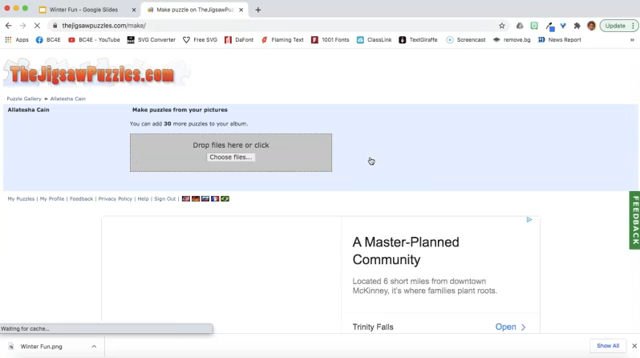 Winter Fun - Google Slides
Make puzzle on TheJigsawPuzz
thejigsawpuzzles.com/make/
Update
Apps
BC4E
BC4E - YouTube
SVG Converter
Free SVG
DaFont
Flaming Text
1001 Fonts
ClassLink
TextGiraffe
Screencast
remove.bg
News Report
TheJigsawPuzzles.com
Puzzle Gallery ► Allatesha Cain
Allatesha Cain
Make puzzles from your pictures
You can add 30 more puzzles to your album.
Drop files here or click
Choose files...
My Puzzles | My Profile | Feedback | Privacy Policy | Help | Sign Out |
FEEDBACK
A Master-Planned
Community
Located 6 short miles from downtown
McKinney, it's where families plant roots.
Trinity Falls
Open
Waiting for cache...
Winter Fun.png
Show All